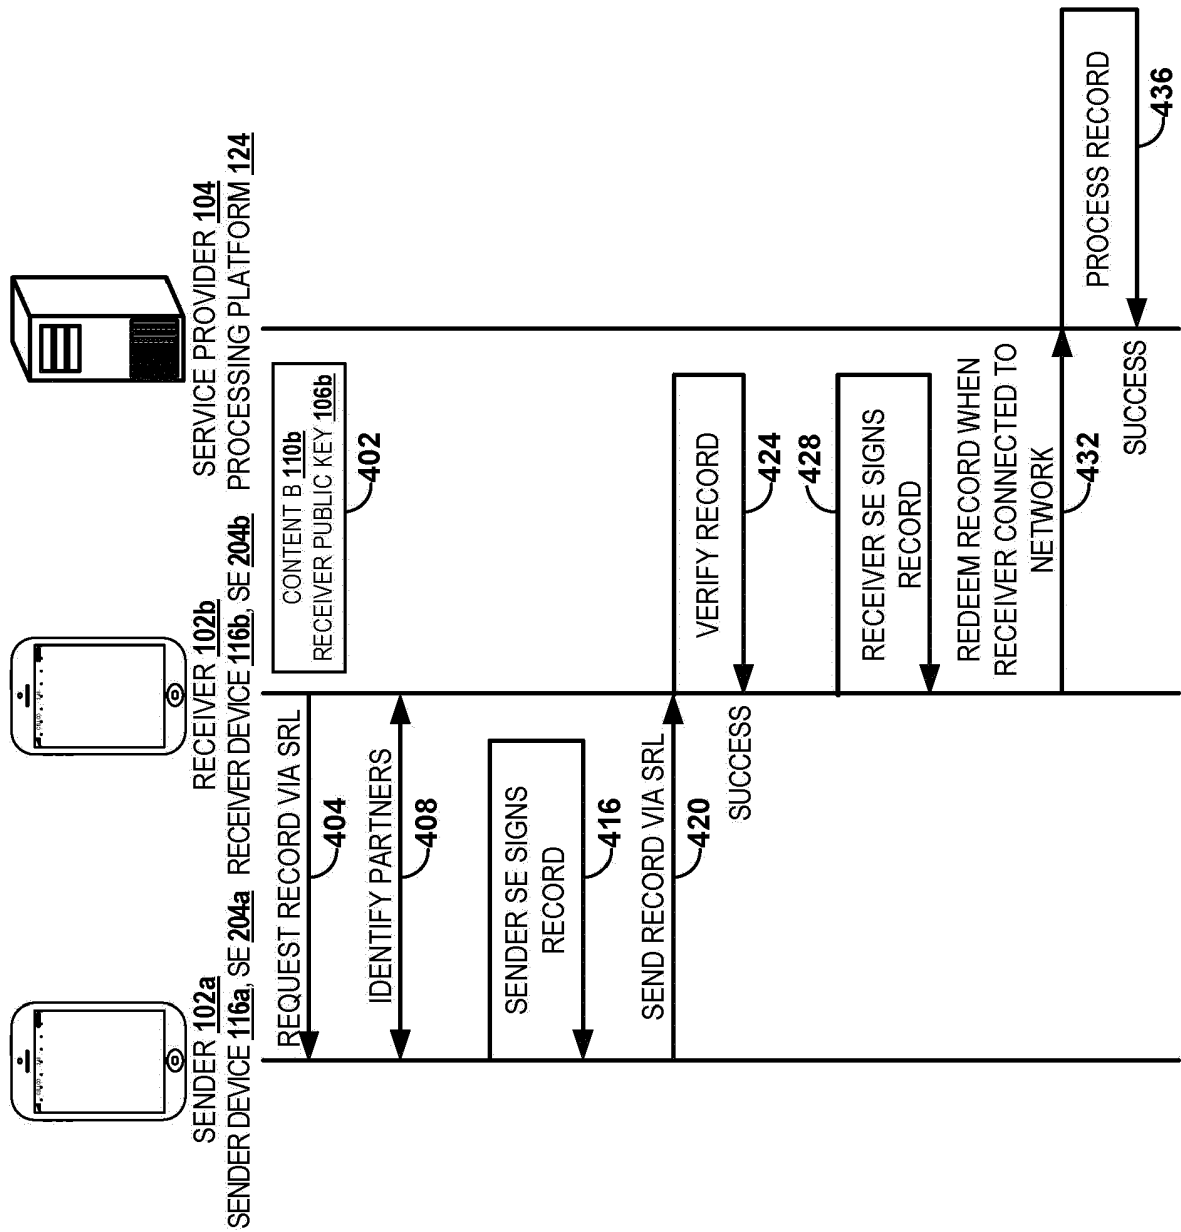 SENDER 102a
SENDER DEVICE 116a, SE 204a
RECEIVER 102b
RECEIVER DEVICE 116b, SE 204b
SERVICE PROVIDER 104
PROCESSING PLATFORM 124
CONTENT B 110b
RECEIVER PUBLIC KEY 106b
402
REQUEST RECORD VIA SRL
404
IDENTIFY PARTNERS
408
SENDER SE SIGNS
RECORD
416
SEND RECORD VIA SRL
420
VERIFY RECORD
424
SUCCESS
428
RECEIVER SE SIGNS
RECORD
REDEEM RECORD WHEN
RECEIVER CONNECTED TO
NETWORK
432
PROCESS RECORD
436
SUCCESS